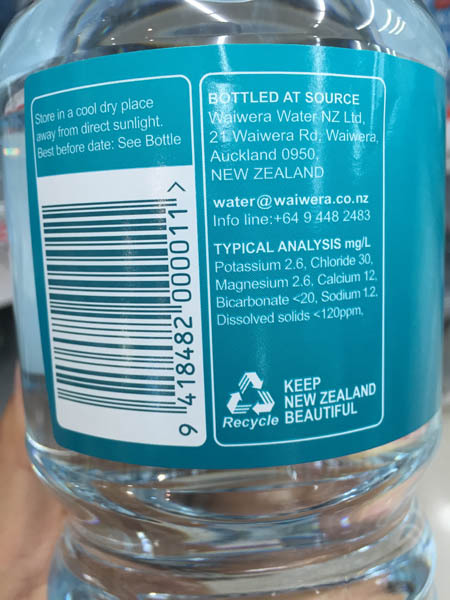 Store in a cool dry place
away from direct sunlight.
Best before date: See Bottle
9 418482 000011 >
BOTTLED AT SOURCE
Waiwera Water NZ Ltd,
21 Waiwera Rd, Waiwera,
Auckland 0950,
NEW ZEALAND
water@waiwera.co.nz
Info line:+64 9 448 2483
TYPICAL ANALYSIS mg/L
Potassium 2.6, Chloride 30,
Magnesium 2.6, Calcium 12,
Bicarbonate <20, Sodium 12.
Dissolved solids <120ppm.
Recycle
KEEP
NEW ZEALAND
BEAUTIFUL